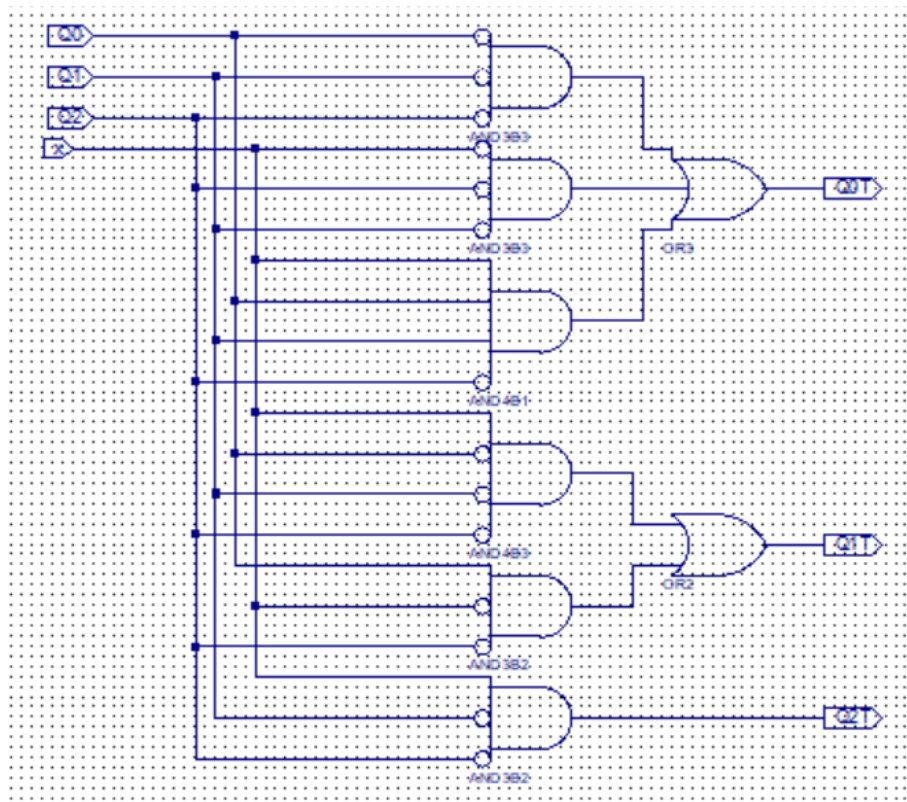 Q0
Q1
Q2
x
AND3B3
AND3B3
OR3
Q0T
AND4B1
AND4B3
OR2
Q1T
AND3B2
Q2T
AND3B2